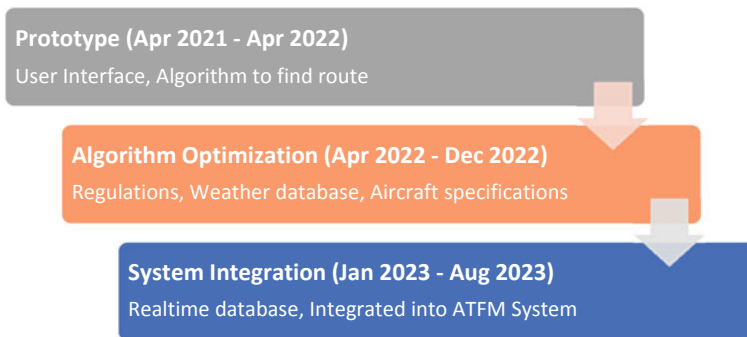 Prototype (Apr 2021 - Apr 2022)
User Interface, Algorithm to find route
Algorithm Optimization (Apr 2022 - Dec 2022)
Regulations, Weather database, Aircraft specifications
System Integration (Jan 2023 - Aug 2023)
Realtime database, Integrated into ATFM System